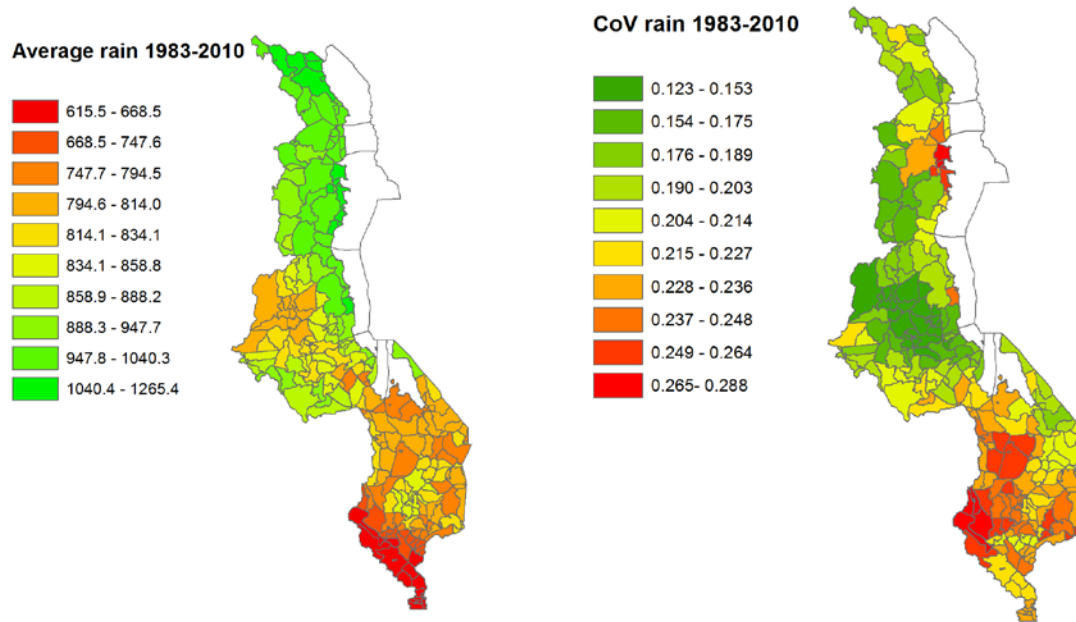 Average rain 1983-2010
615.5 - 668.5
668.5 - 747.6
747.7 - 794.5
794.6 - 814.0
814.1 - 834.1
834.1 - 858.8
858.9 - 888.2
888.3 - 947.7
947.8 - 1040.3
1040.4 - 1265.4
CoV rain 1983-2010
0.123 - 0.153
0.154 - 0.175
0.176 - 0.189
0.190 - 0.203
0.204 - 0.214
0.215 - 0.227
0.228 - 0.236
0.237 - 0.248
0.249 - 0.264
0.265- 0.288